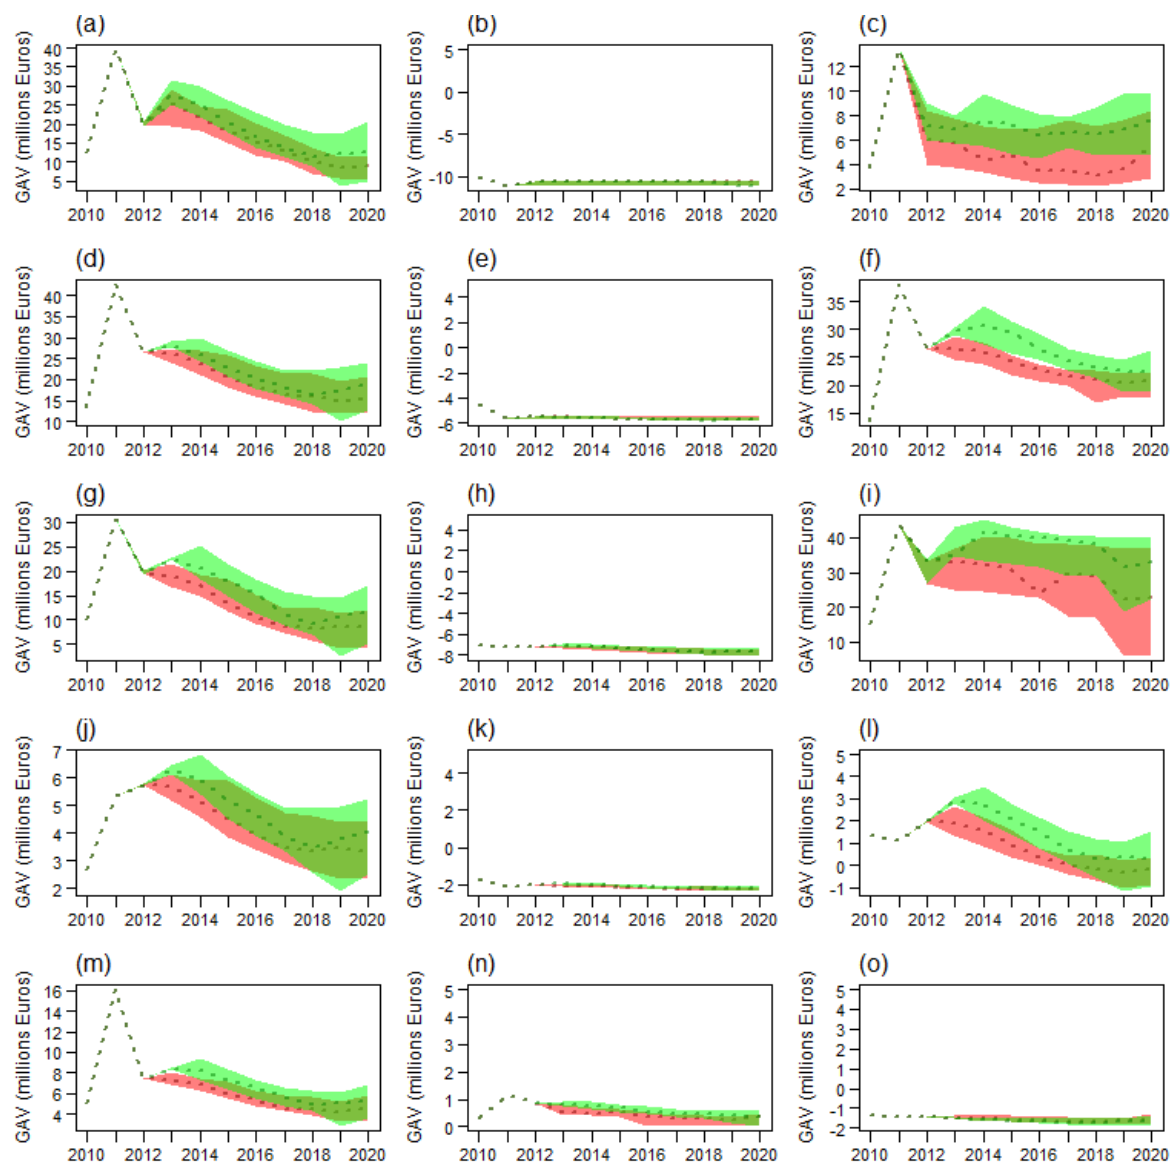 (a) (b) (c)
GAV (millions Euros) GAV (millions Euros) GAV (millions Euros)
40 35 30 25 20 15 10 5
5 0 -5 -10
12 10 8 6 4 2
2010 2012 2014 2016 2018 2020 2010 2012 2014 2016 2018 2020 2010 2012 2014 2016 2018 2020
(d) (e) (f)
GAV (millions Euros) GAV (millions Euros) GAV (millions Euros)
40 35 30 25 20 15 10
4 2 0 -2 -4 -6
35 30 25 20 15
2010 2012 2014 2016 2018 2020 2010 2012 2014 2016 2018 2020 2010 2012 2014 2016 2018 2020
(g) (h) (i)
GAV (millions Euros) GAV (millions Euros) GAV (millions Euros)
30 25 20 15 10 5
4 2 0 -2 -4 -6 -8
40 30 20 10
2010 2012 2014 2016 2018 2020 2010 2012 2014 2016 2018 2020 2010 2012 2014 2016 2018 2020
(j) (k) (l)
GAV (millions Euros) GAV (millions Euros) GAV (millions Euros)
7 6 5 4 3 2
4 2 0 -2
5 4 3 2 1 0 -1
2010 2012 2014 2016 2018 2020 2010 2012 2014 2016 2018 2020 2010 2012 2014 2016 2018 2020
(m) (n) (o)
GAV (millions Euros) GAV (millions Euros) GAV (millions Euros)
16 14 12 10 8 6 4
5 4 3 2 1 0
5 4 3 2 1 0 -1 -2
2010 2012 2014 2016 2018 2020 2010 2012 2014 2016 2018 2020 2010 2012 2014 2016 2018 2020